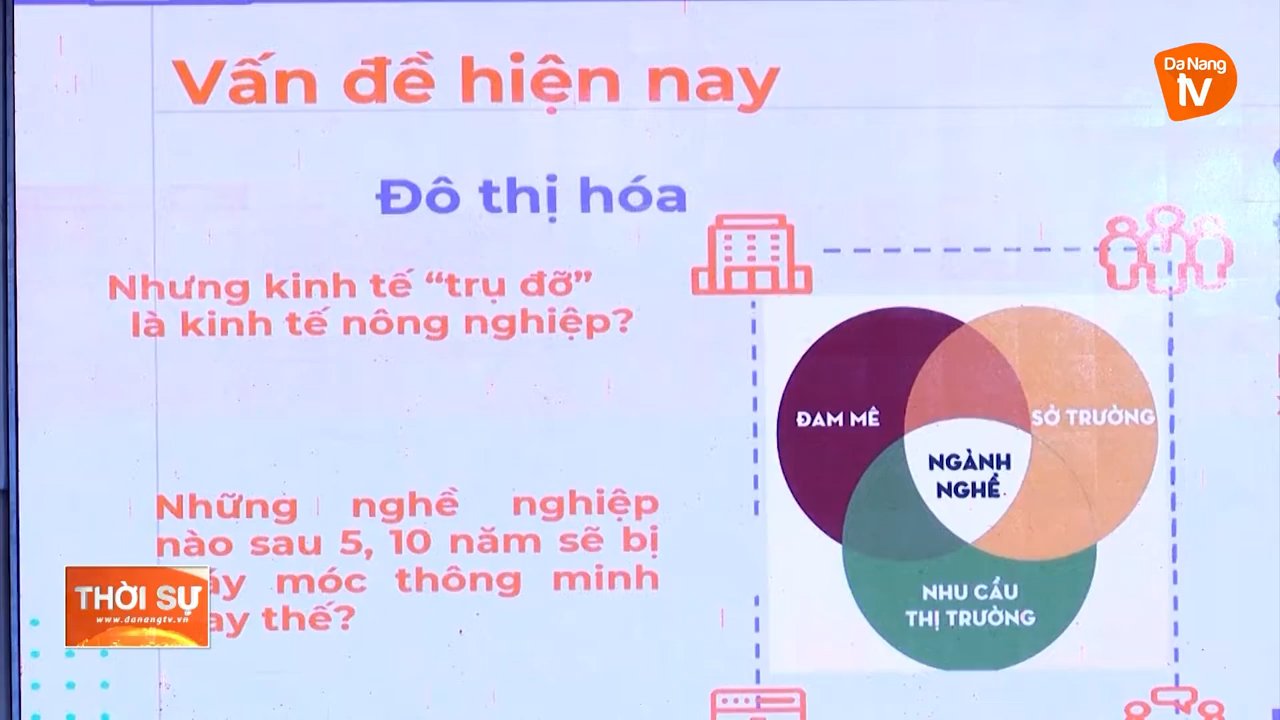 Vấn đề hiện nay
Da Nang
tv
Đô thị hóa
Nhưng kinh tế “trụ đỡ”
là kinh tế nông nghiệp?
ĐAM MÊ
SỞ TRƯỜNG
NGÀNH
NGHỀ
NHU CẦU
THỊ TRƯỜNG
Những nghề nghiệp
nào sau 5, 10 năm sẽ bị
móc thông minh
thế?
THỜI SỰ
www.danangtv.vn